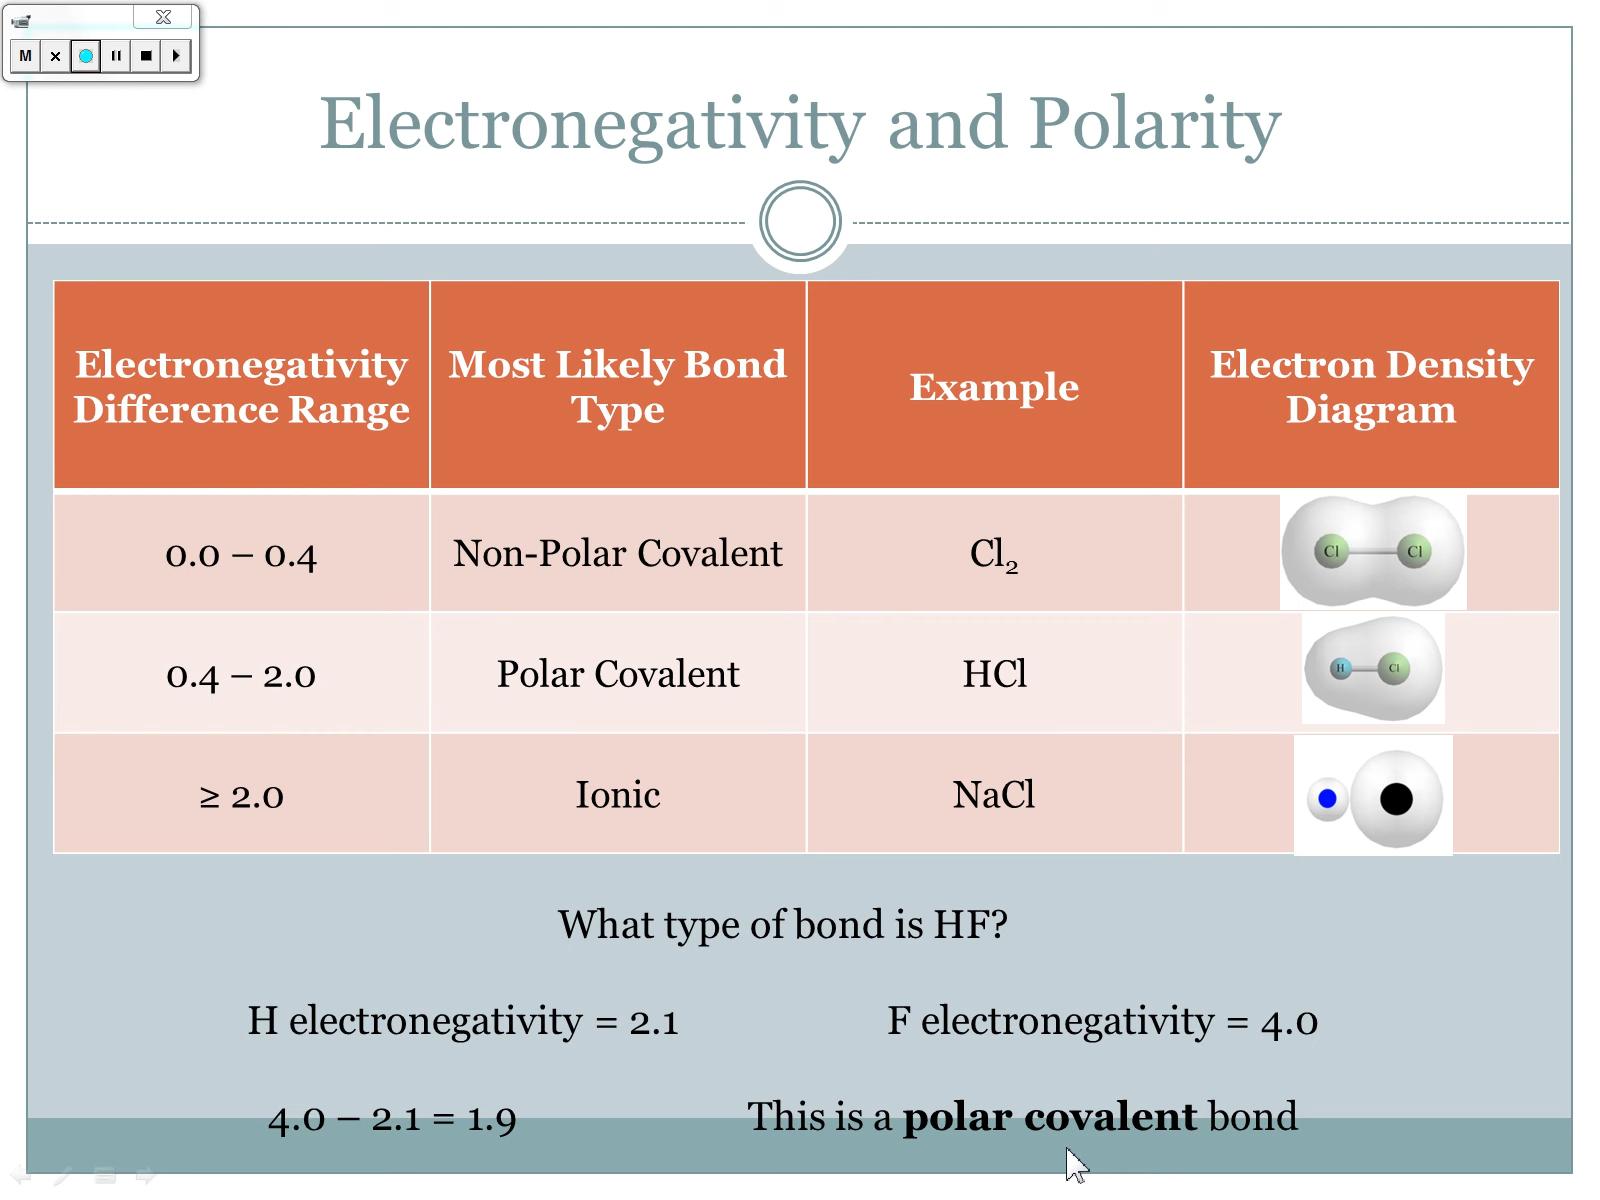 M
Electronegativity and Polarity
Electronegativity
Difference Range
Most Likely Bond
Type
Example
Electron Density
Diagram
0.0 – 0.4
Non-Polar Covalent
Cl₂
Cl Cl
0.4 – 2.0
Polar Covalent
HCl
H Cl
≥ 2.0
Ionic
NaCl
What type of bond is HF?
H electronegativity = 2.1
F electronegativity = 4.0
4.0 – 2.1 = 1.9
This is a polar covalent bond